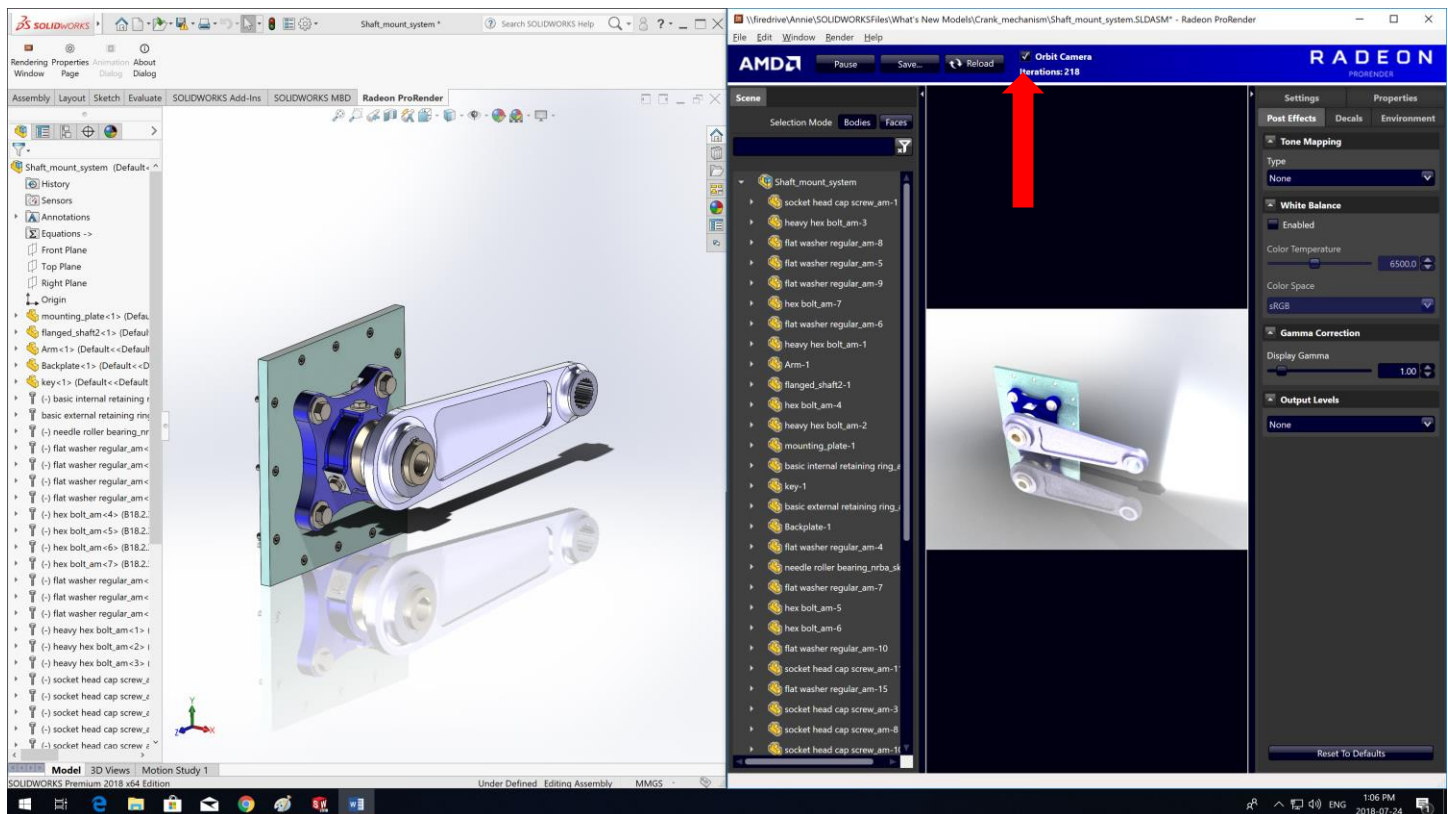 SOLIDWORKS
Shaft_mount_system *
Search SOLIDWORKS Help
Rendering Window
Properties Page
Animation Dialog
About Dialog
Assembly Layout Sketch Evaluate SOLIDWORKS Add-Ins SOLIDWORKS MBD Radeon ProRender
Shaft_mount_system (Default<
History
Sensors
Annotations
Equations ->
Front Plane
Top Plane
Right Plane
Origin
mounting_plate<1> (Defau
flanged_shaft2<1> (Default
Arm<1> (Default<<Default
Backplate<1> (Default<<D
key<1> (Default<<Default
(-) basic internal retaining r
basic external retaining ring
(-) needle roller bearing_nr
(-) flat washer regular_am<
(-) flat washer regular_am<
(-) flat washer regular_am<
(-) flat washer regular_am<
(-) hex bolt_am<4> (B18.2.
(-) hex bolt_am<5> (B18.2.
(-) hex bolt_am<6> (B18.2.
(-) hex bolt_am<7> (B18.2.
(-) flat washer regular_am<
(-) flat washer regular_am<
(-) flat washer regular_am<
(-) heavy hex bolt_am<1> (
(-) heavy hex bolt_am<2> (
(-) heavy hex bolt_am<3> (
(-) socket head cap screw_a
(-) socket head cap screw_a
(-) socket head cap screw_a
(-) socket head cap screw_a
(-) socket head cap screw_a
Y
Z X
Model 3D Views Motion Study 1
SOLIDWORKS Premium 2018 x64 Edition
Under Defined Editing Assembly MMGS
\\firedrive\Annie\SOLIDWORKSFiles\What's New Models\Crank_mechanism\Shaft_mount_system.SLDASM* - Radeon ProRender
File Edit Window Render Help
AMD Pause Save... Reload
Orbit Camera
Iterations: 218
RADEON
PRORENDER
Scene
Selection Mode Bodies Faces
Shaft_mount_system
socket head cap screw_am-1
heavy hex bolt_am-3
flat washer regular_am-8
flat washer regular_am-5
flat washer regular_am-9
hex bolt_am-7
flat washer regular_am-6
heavy hex bolt_am-1
Arm-1
flanged_shaft2-1
hex bolt_am-4
heavy hex bolt_am-2
mounting_plate-1
basic internal retaining ring_a
key-1
basic external retaining ring_a
Backplate-1
flat washer regular_am-4
needle roller bearing_nrba_sk
flat washer regular_am-7
hex bolt_am-5
hex bolt_am-6
flat washer regular_am-10
socket head cap screw_am-1
flat washer regular_am-15
socket head cap screw_am-3
socket head cap screw_am-8
socket head cap screw_am-10
Settings Properties
Post Effects Decals Environment
Tone Mapping
Type
None
White Balance
Enabled
Color Temperature
6500.0
Color Space
sRGB
Gamma Correction
Display Gamma
1.00
Output Levels
None
Reset To Defaults
ENG
1:06 PM
2018-07-24